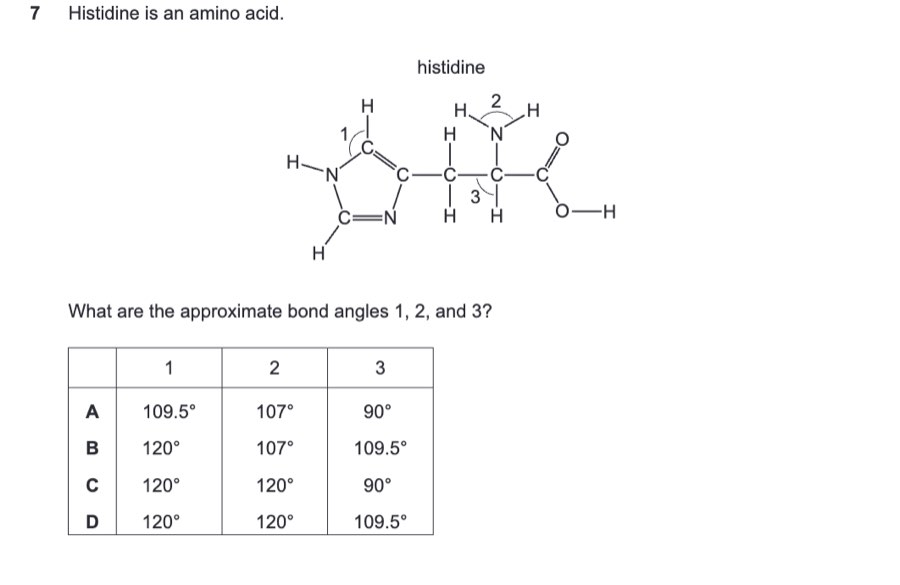 7 Histidine is an amino acid.
histidine
H H 2 H
1 H N O
C
H N C C C C
3
C N H H O H
H
What are the approximate bond angles 1, 2, and 3?
1 2 3
A 109.5° 107° 90°
B 120° 107° 109.5°
C 120° 120° 90°
D 120° 120° 109.5°